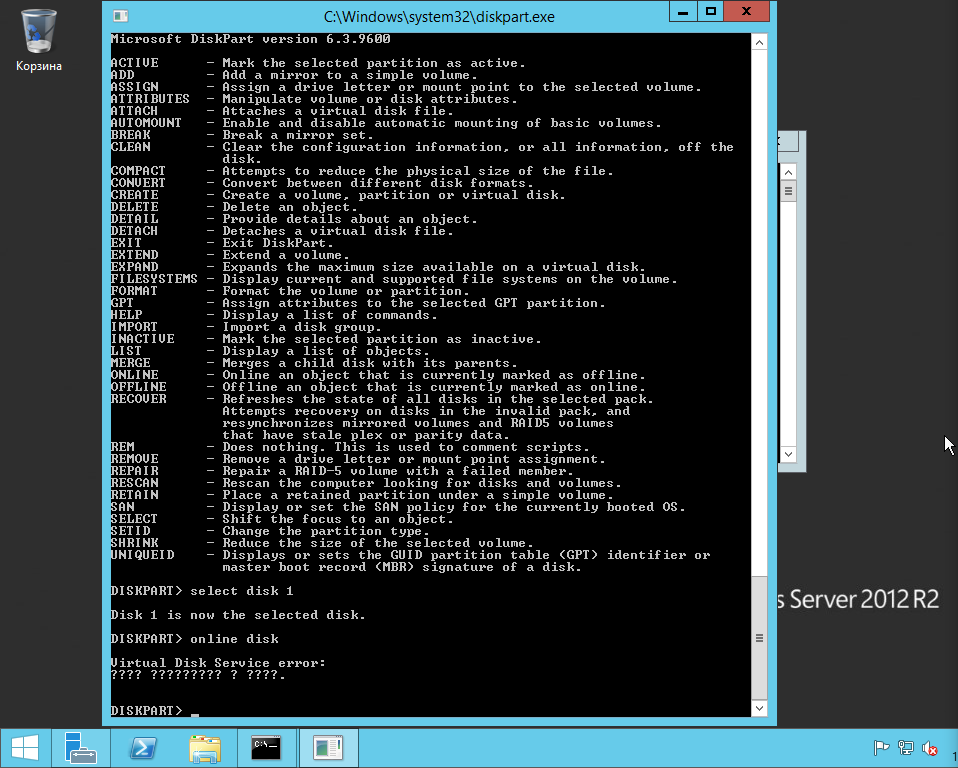 C:\Windows\system32\diskpart.exe
Корзина
Microsoft DiskPart version 6.3.9600
ACTIVE - Mark the selected partition as active.
ADD - Add a mirror to a simple volume.
ASSIGN - Assign a drive letter or mount point to the selected volume.
ATTRIBUTES - Manipulate volume or disk attributes.
ATTACH - Attaches a virtual disk file.
AUTOMOUNT - Enable and disable automatic mounting of basic volumes.
BREAK - Break a mirror set.
CLEAN - Clear the configuration information, or all information, off the
disk.
COMPACT - Attempts to reduce the physical size of the file.
CONVERT - Convert between different disk formats.
CREATE - Create a volume, partition or virtual disk.
DELETE - Delete an object.
DETAIL - Provide details about an object.
DETACH - Detaches a virtual disk file.
EXIT - Exit DiskPart.
EXTEND - Extend a volume.
EXPAND - Expands the maximum size available on a virtual disk.
FILESYSTEMS - Display current and supported file systems on the volume.
FORMAT - Format the volume or partition.
GPT - Assign attributes to the selected GPT partition.
HELP - Display a list of commands.
IMPORT - Import a disk group.
INACTIVE - Mark the selected partition as inactive.
LIST - Display a list of objects.
MERGE - Merges a child disk with its parents.
ONLINE - Online an object that is currently marked as offline.
OFFLINE - Offline an object that is currently marked as online.
RECOVER - Refreshes the state of all disks in the selected pack.
Attempts recovery on disks in the invalid pack, and
resynchronizes mirrored volumes and RAID5 volumes
that have stale plex or parity data.
REM - Does nothing. This is used to comment scripts.
REMOVE - Remove a drive letter or mount point assignment.
REPAIR - Repair a RAID-5 volume with a failed member.
RESCAN - Rescan the computer looking for disks and volumes.
RETAIN - Place a retained partition under a simple volume.
SAN - Display or set the SAN policy for the currently booted OS.
SELECT - Shift the focus to an object.
SETID - Change the partition type.
SHRINK - Reduce the size of the selected volume.
UNIQUEID - Displays or sets the GUID partition table (GPT) identifier or
master boot record (MBR) signature of a disk.
DISKPART> select disk 1
Disk 1 is now the selected disk.
DISKPART> online disk
Virtual Disk Service error:
???? ????????? ? ????.
DISKPART>
s Server 2012 R2
C:\
1